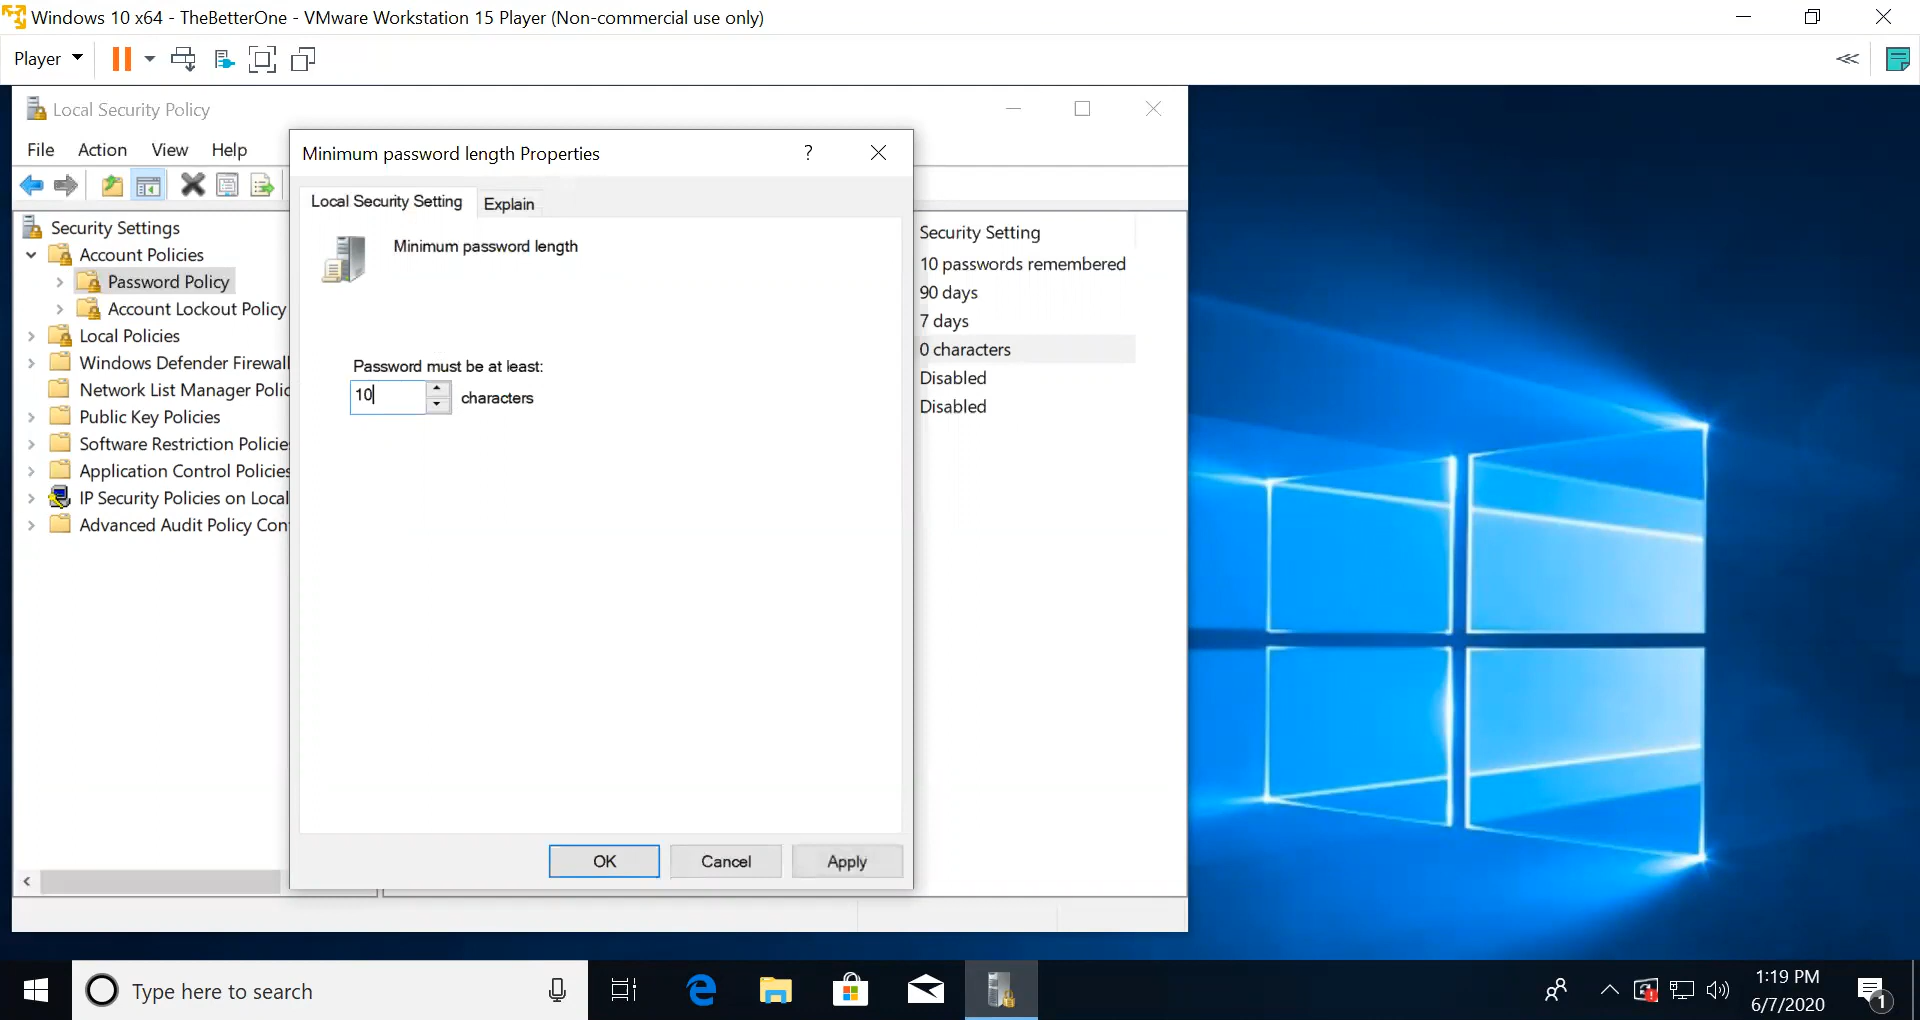 Windows 10 x64 - TheBetterOne - VMware Workstation 15 Player (Non-commercial use only)
Player
Local Security Policy
File Action View Help
Security Settings
Account Policies
Password Policy
Account Lockout Policy
Local Policies
Windows Defender Firewall
Network List Manager Polic
Public Key Policies
Software Restriction Policie
Application Control Policies
IP Security Policies on Local
Advanced Audit Policy Con
Minimum password length Properties
?
Local Security Setting
Explain
Minimum password length
Password must be at least:
10
characters
OK
Cancel
Apply
Security Setting
10 passwords remembered
90 days
7 days
0 characters
Disabled
Disabled
Type here to search
1:19 PM
6/7/2020
1